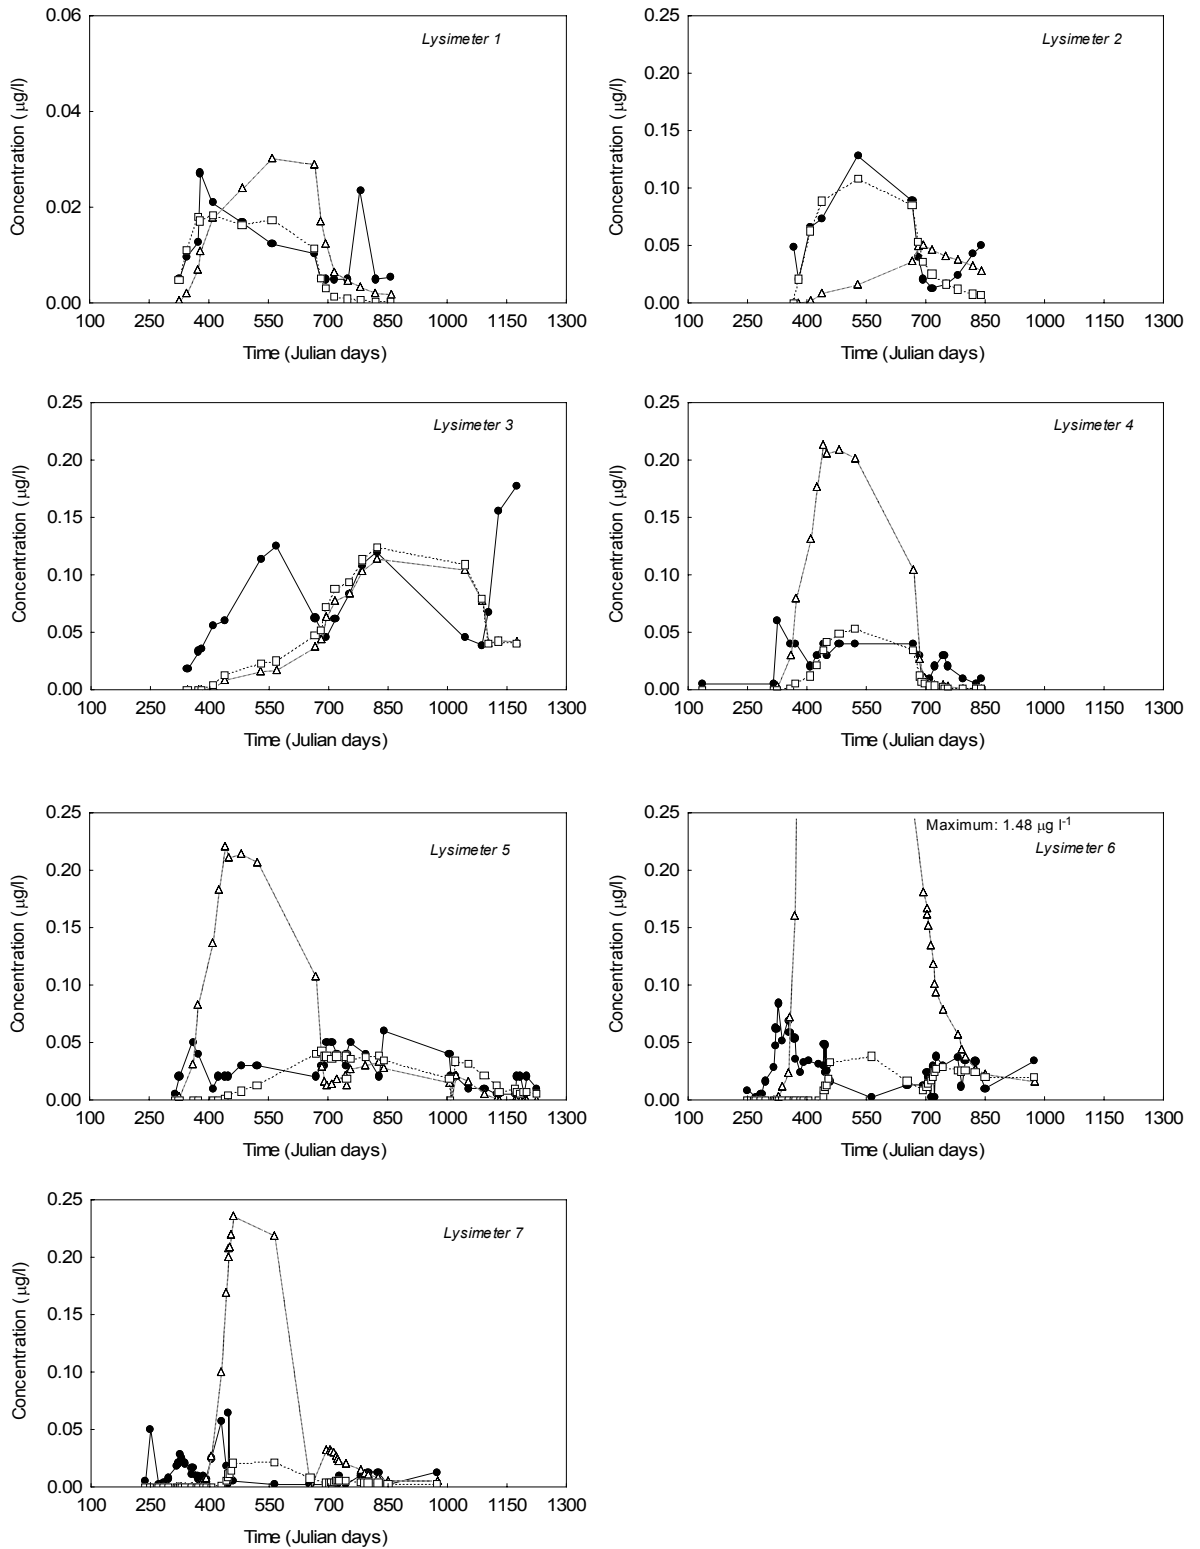 Lysimeter 1
0.06
0.04
0.02
0.00
Concentration (μg/l)
100 250 400 550 700 850 1000 1150 1300
Time (Julian days)
Lysimeter 2
0.25
0.20
0.15
0.10
0.05
0.00
Concentration (μg/l)
100 250 400 550 700 850 1000 1150 1300
Time (Julian days)
Lysimeter 3
0.25
0.20
0.15
0.10
0.05
0.00
Concentration (μg/l)
100 250 400 550 700 850 1000 1150 1300
Time (Julian days)
Lysimeter 4
0.25
0.20
0.15
0.10
0.05
0.00
Concentration (μg/l)
100 250 400 550 700 850 1000 1150 1300
Time (Julian days)
Lysimeter 5
0.25
0.20
0.15
0.10
0.05
0.00
Concentration (μg/l)
100 250 400 550 700 850 1000 1150 1300
Time (Julian days)
Maximum: 1.48 μg l⁻¹
Lysimeter 6
0.25
0.20
0.15
0.10
0.05
0.00
Concentration (μg/l)
100 250 400 550 700 850 1000 1150 1300
Time (Julian days)
Lysimeter 7
0.25
0.20
0.15
0.10
0.05
0.00
Concentration (μg/l)
100 250 400 550 700 850 1000 1150 1300
Time (Julian days)